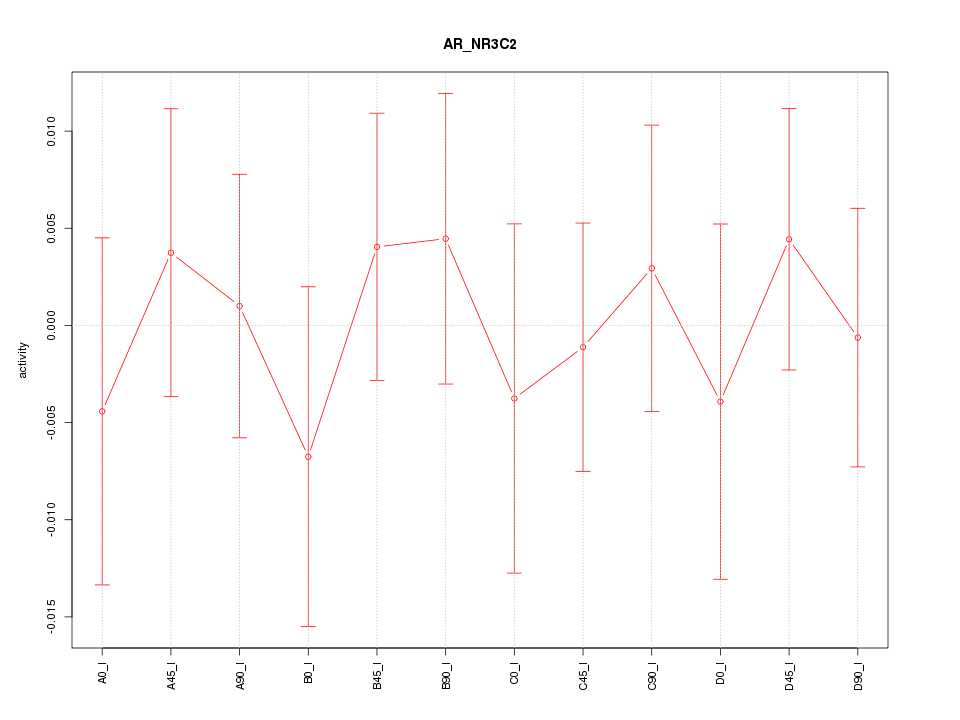 AR_NR3C2
activity
0.010
0.005
0.000
-0.005
-0.010
-0.015
A0_I
A45_I
A90_I
B0_I
B45_I
B90_I
C0_I
C45_I
C90_I
D0_I
D45_I
D90_I